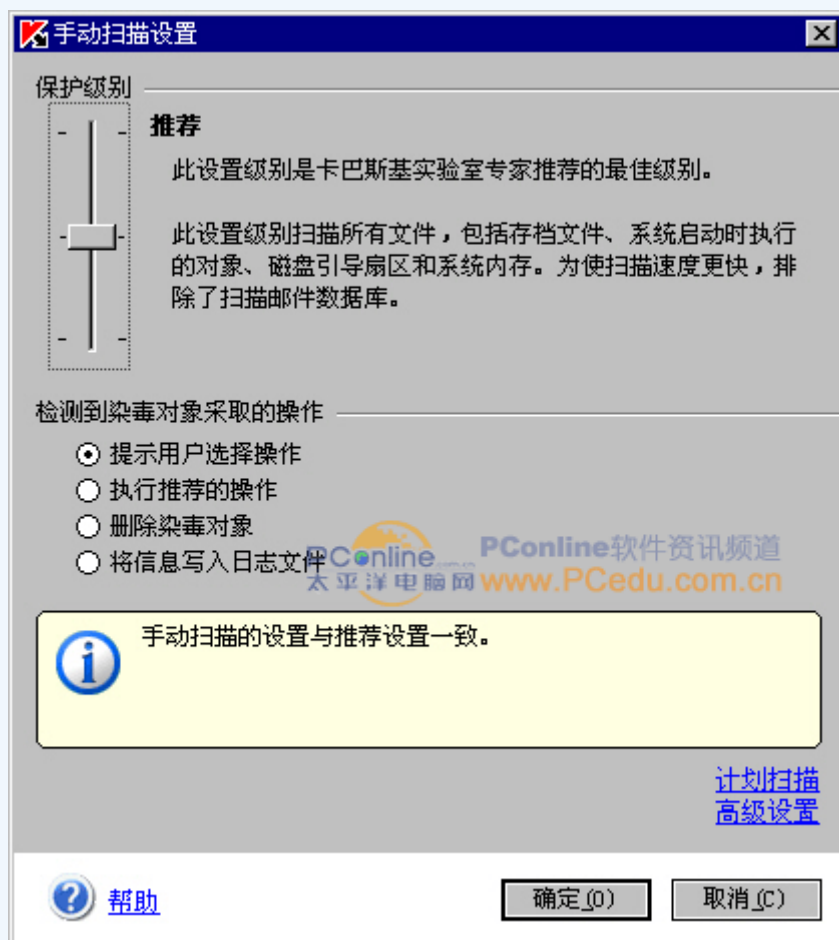 手动扫描设置
保护级别
推荐
此设置级别是卡巴斯基实验室专家推荐的最佳级别。
此设置级别扫描所有文件，包括存档文件、系统启动时执行
的对象、磁盘引导扇区和系统内存。为使扫描速度更快，排
除了扫描邮件数据库。
检测到染毒对象采取的操作
提示用户选择操作
执行推荐的操作
删除染毒对象
将信息写入日志文件
PConline.com.cn
太平洋电脑网
PConline软件资讯频道
www.PCedu.com.cn
手动扫描的设置与推荐设置一致。
计划扫描
高级设置
帮助
确定(O)
取消(C)